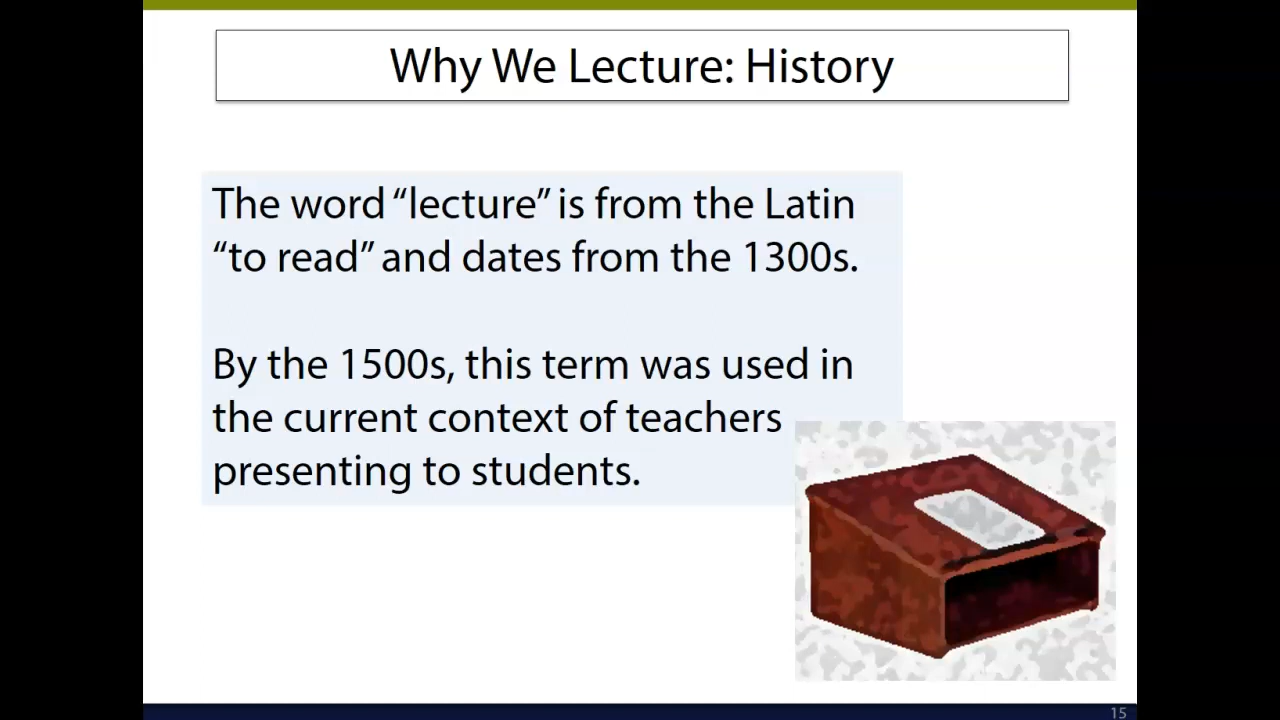 Why We Lecture: History
The word “lecture” is from the Latin
“to read” and dates from the 1300s.
By the 1500s, this term was used in
the current context of teachers
presenting to students.
15